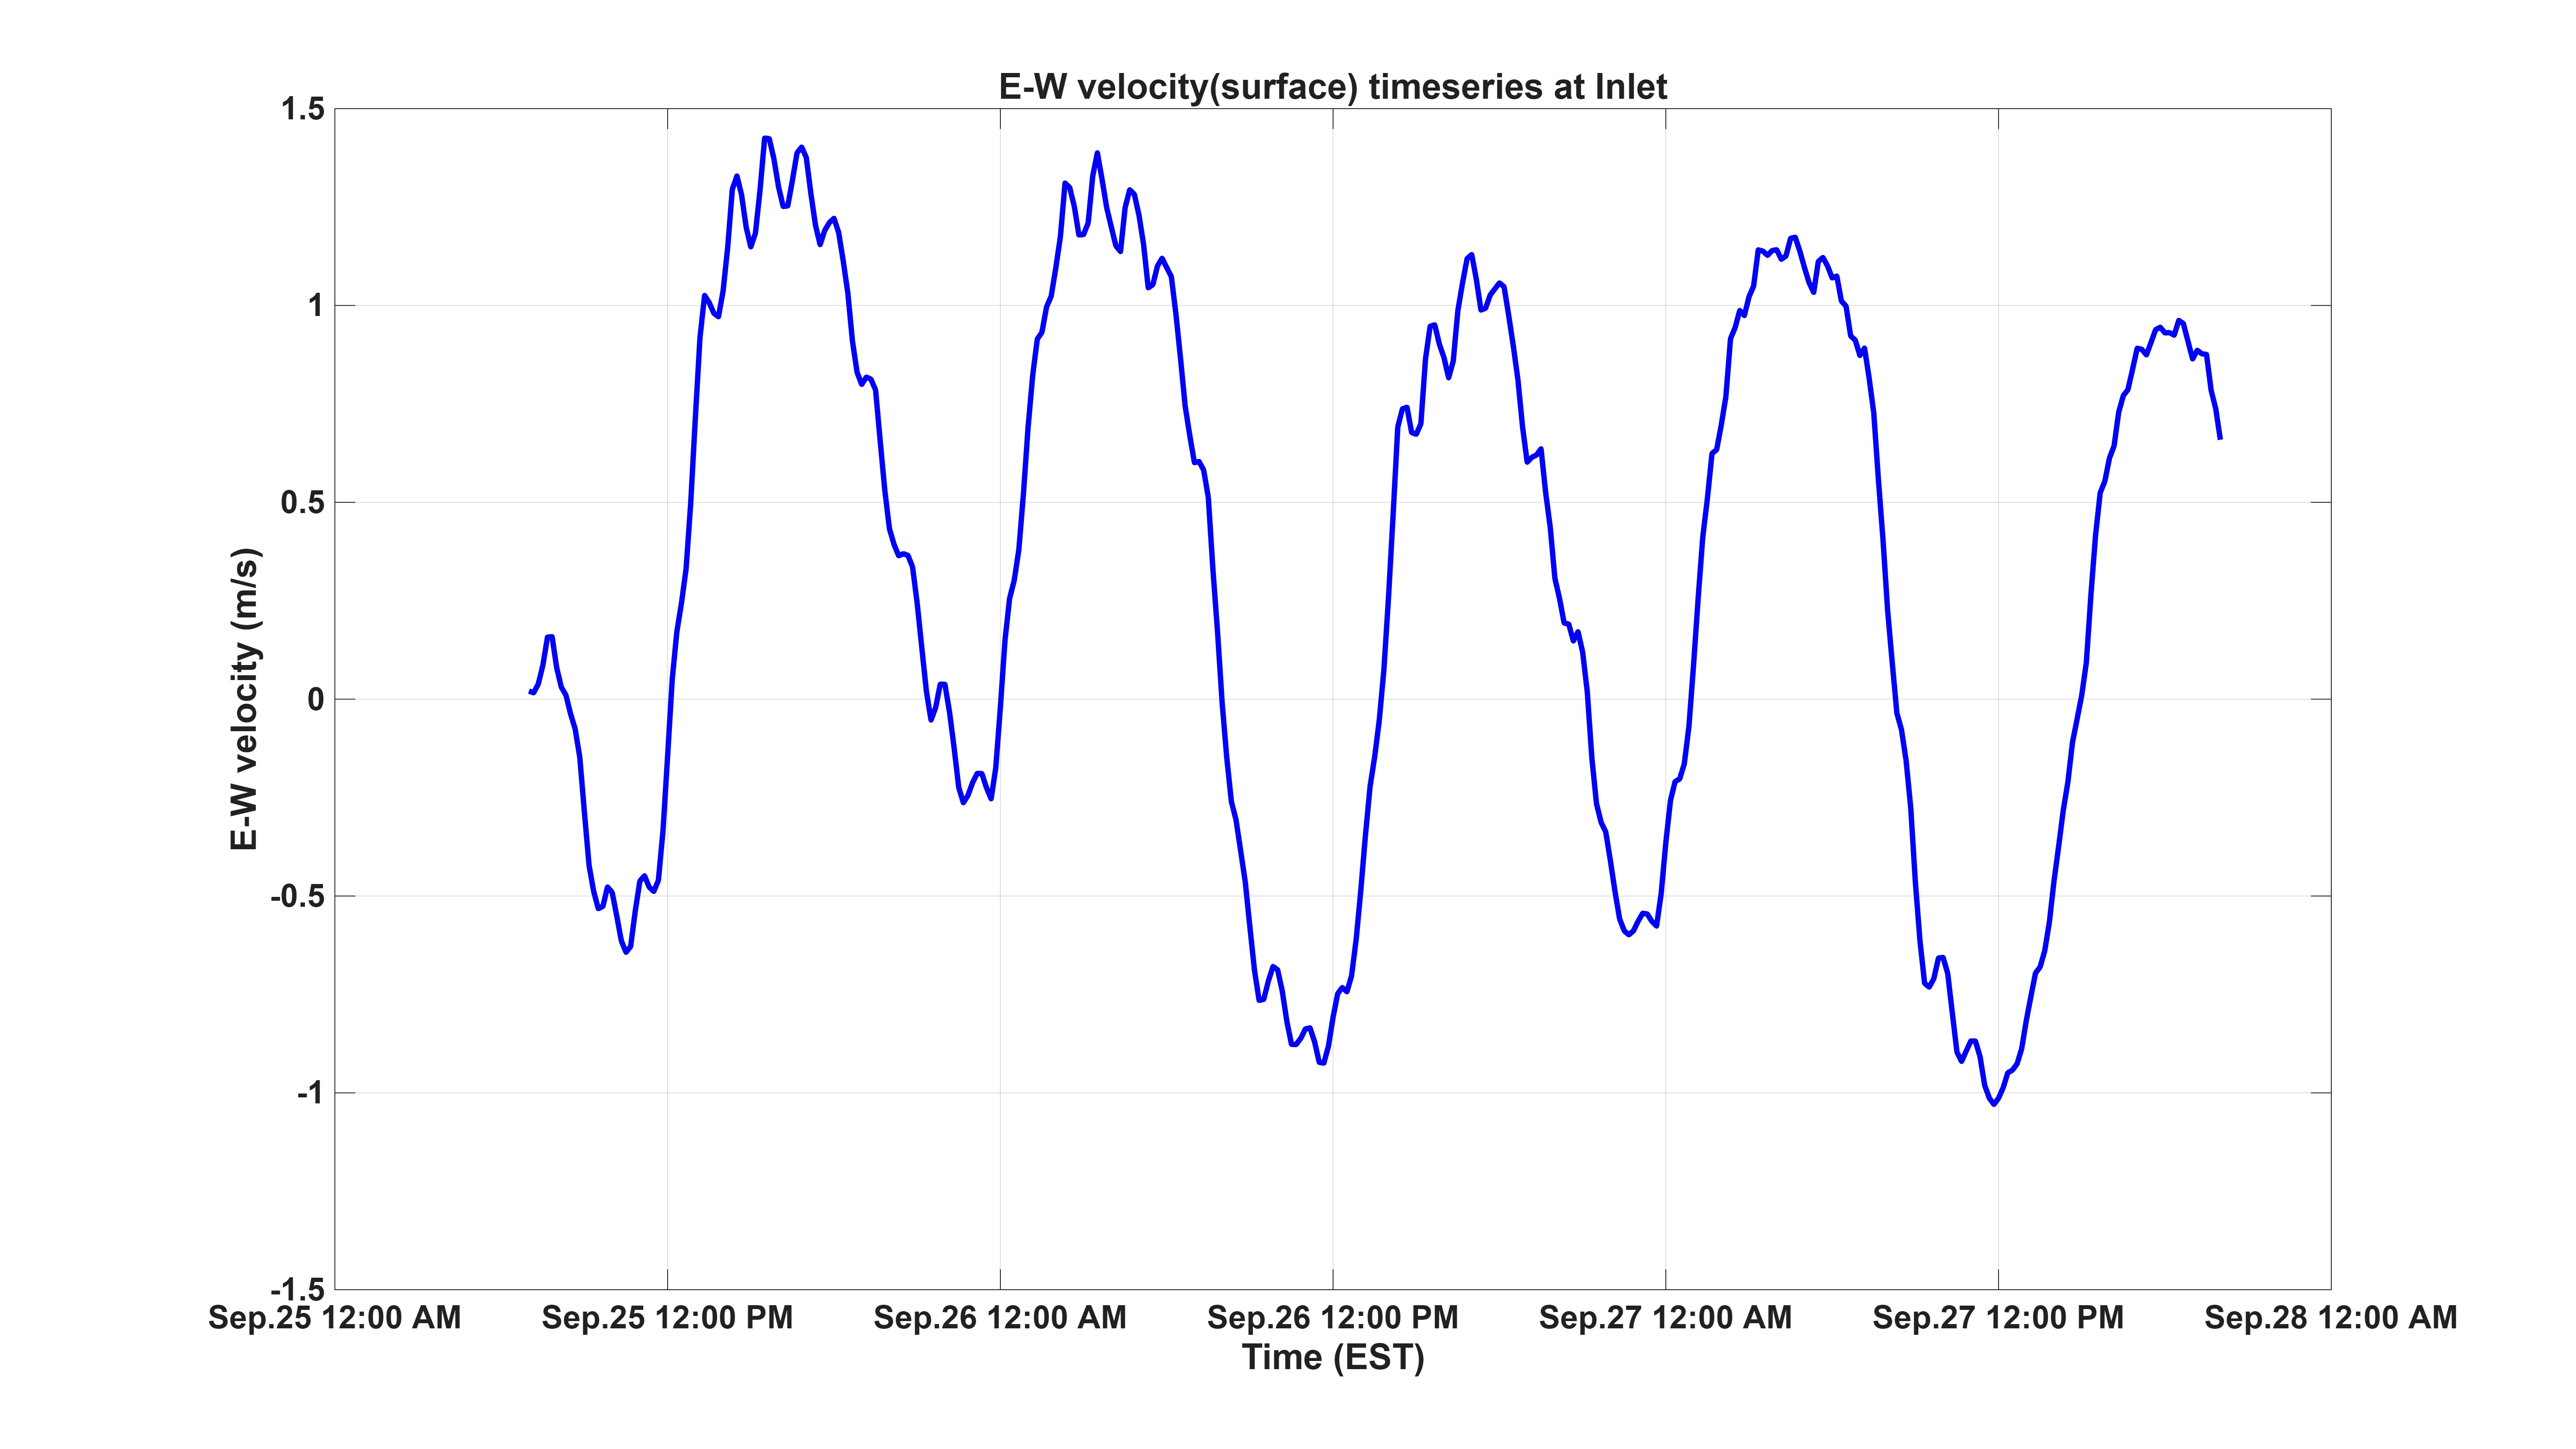 E-W velocity(surface) timeseries at Inlet
1.5
1
0.5
0
-0.5
-1
-1.5
E-W velocity (m/s)
Sep.25 12:00 AM
Sep.25 12:00 PM
Sep.26 12:00 AM
Sep.26 12:00 PM
Sep.27 12:00 AM
Sep.27 12:00 PM
Sep.28 12:00 AM
Time (EST)